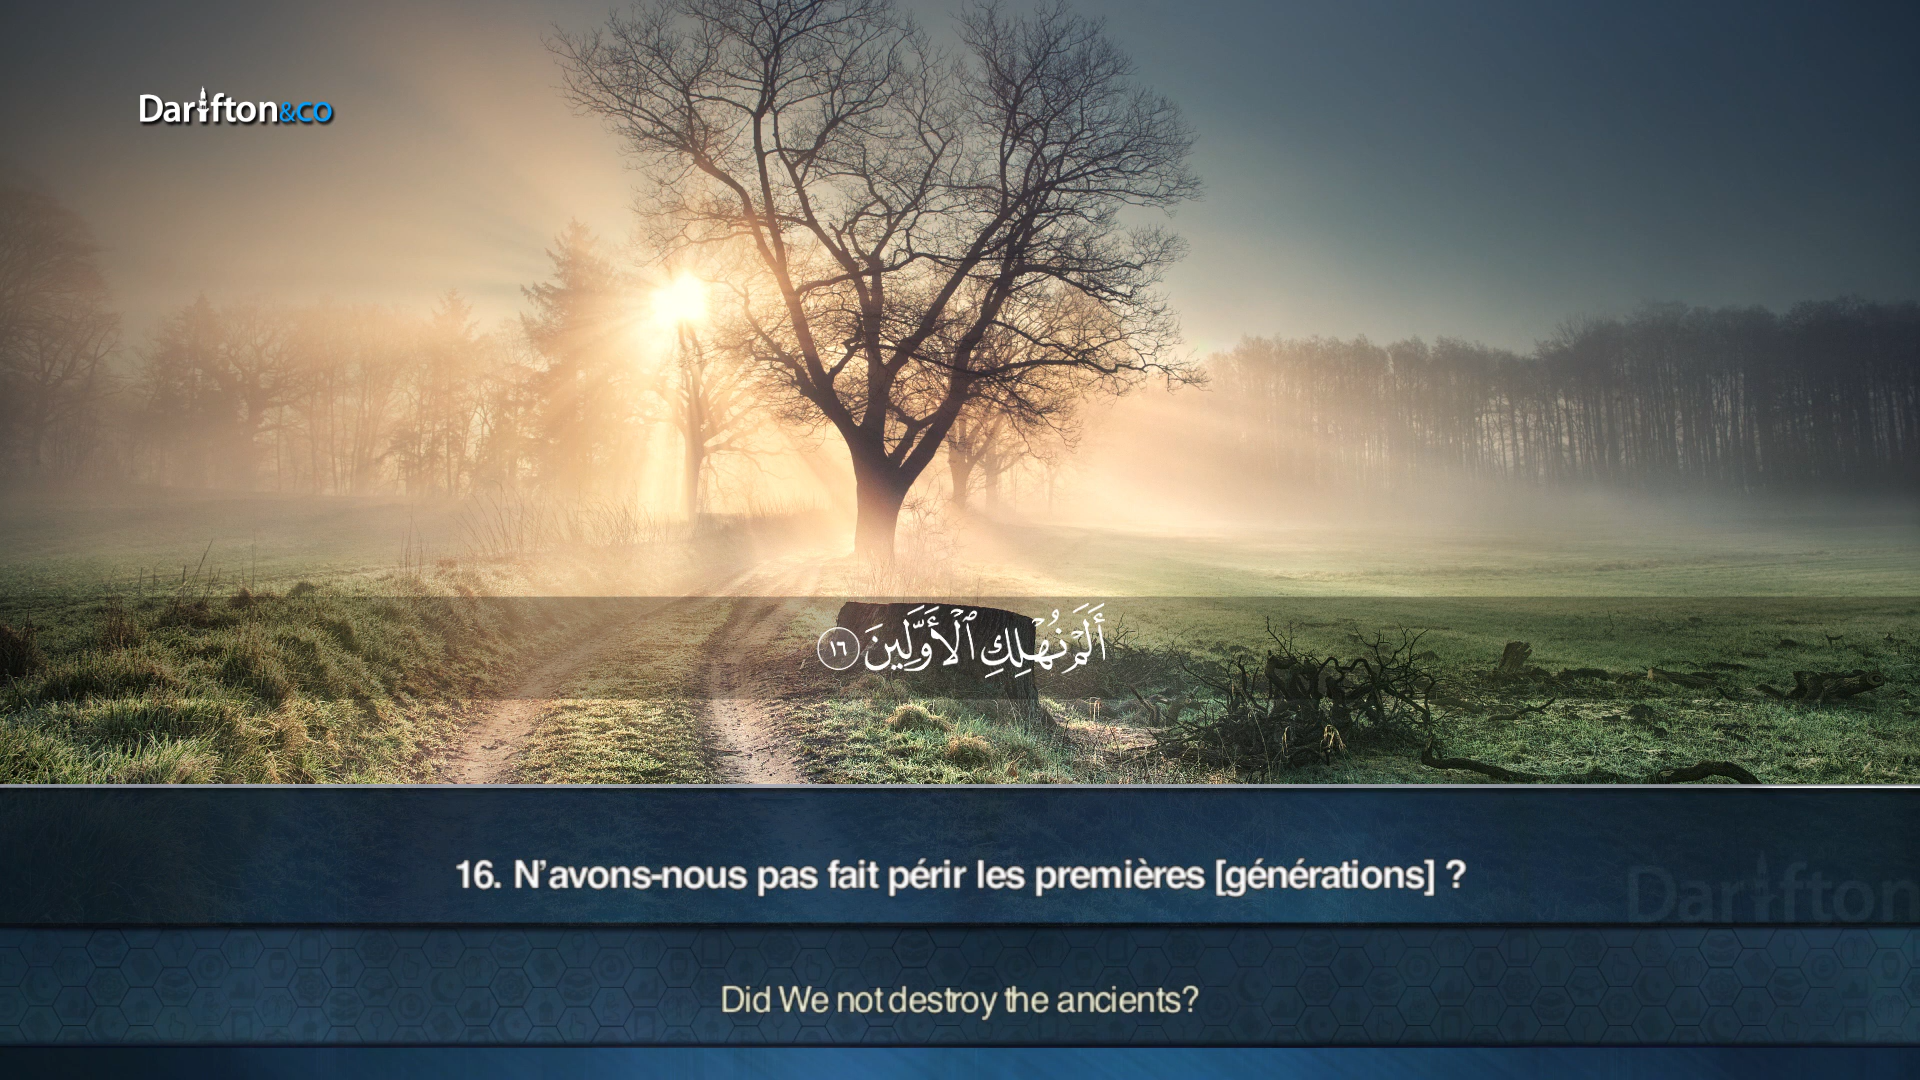 Darifton&co
أَلَمْ نُهْلِكِ ٱلْأَوَّلِينَ ١٦
16. N’avons-nous pas fait périr les premières [générations] ?
Darifton
Did We not destroy the ancients?